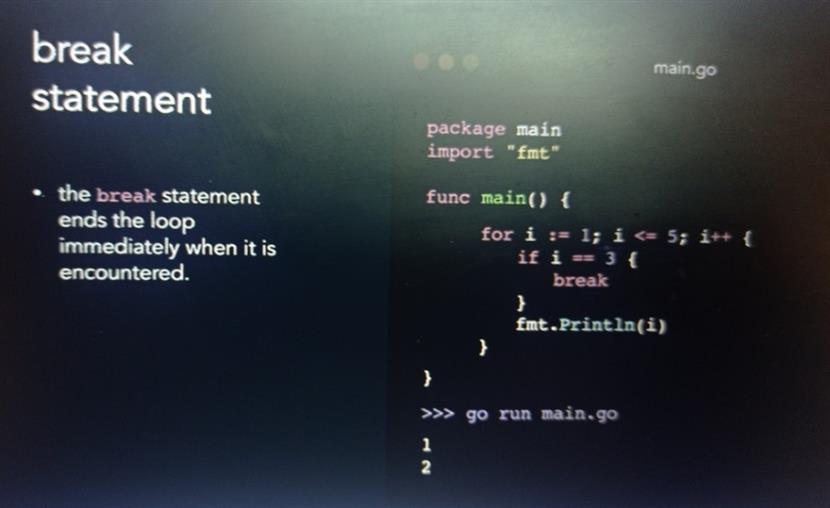 break
statement
• the break statement
ends the loop
immediately when it is
encountered.
main.go
package main
import "fmt"
func main() {
for i := 1; i <= 5; i++ {
if i == 3 {
break
}
fmt.Println(i)
}
}
>>> go run main.go
1
2